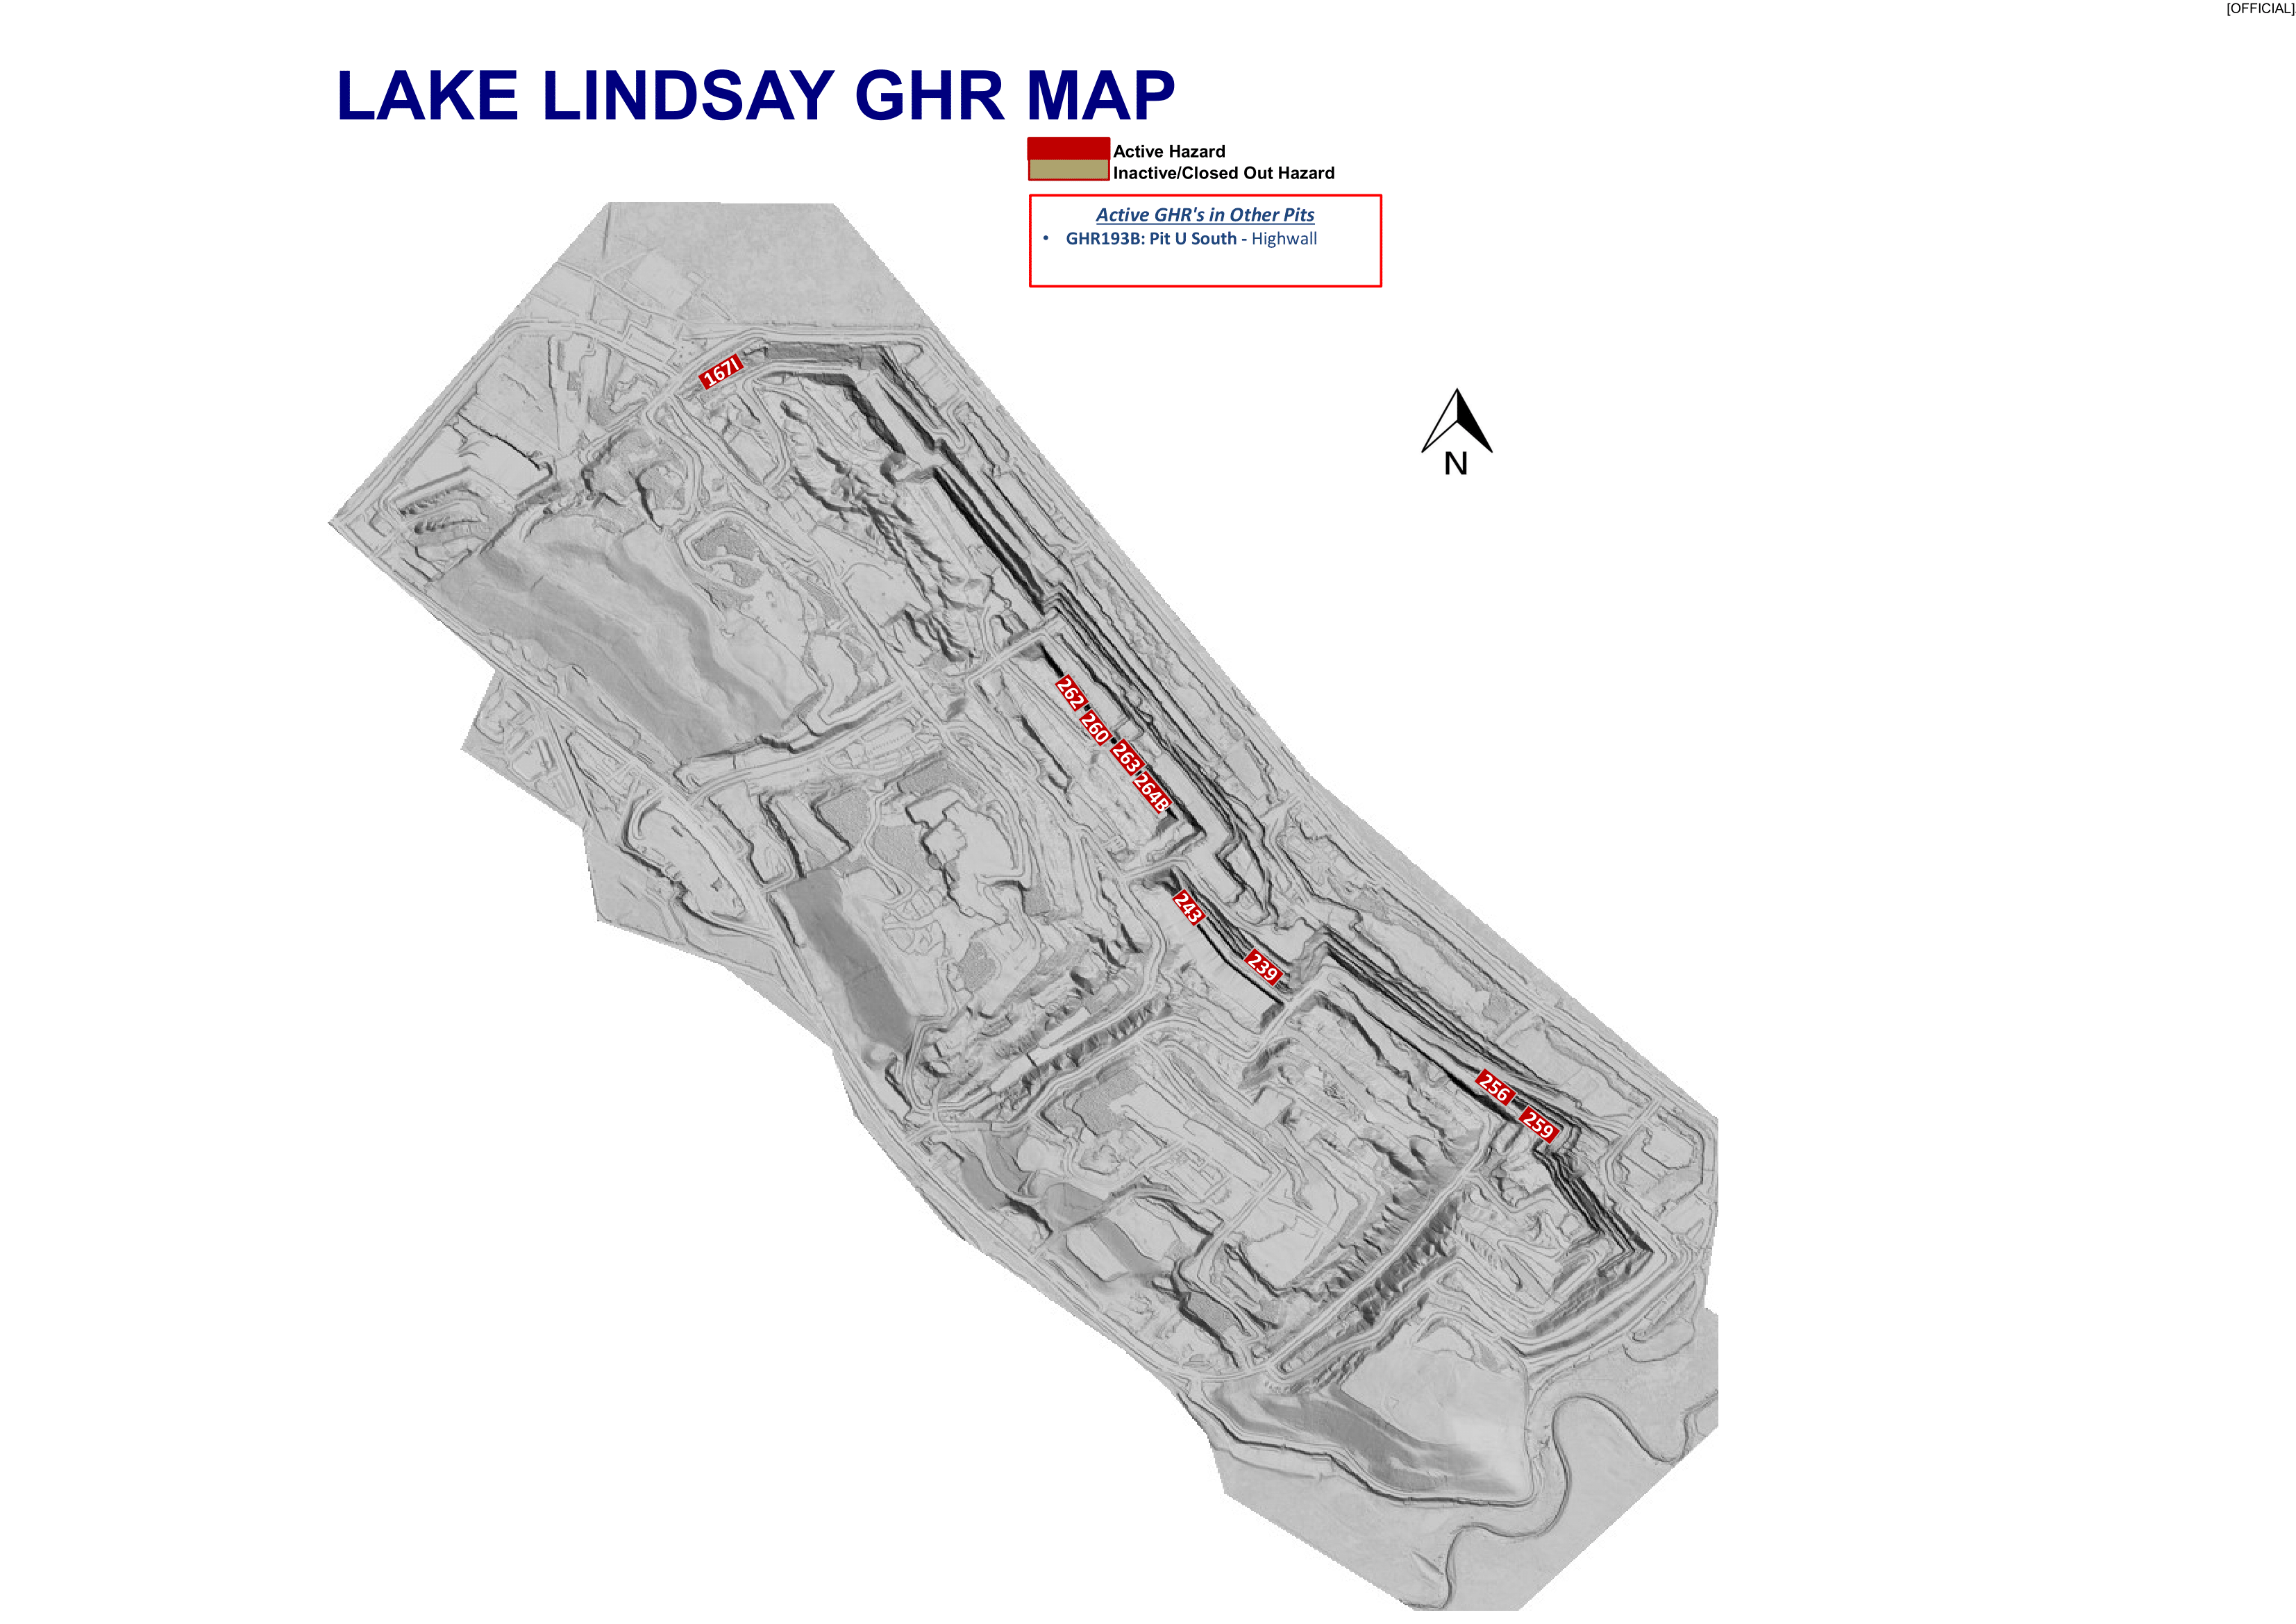 [OFFICIAL]
LAKE LINDSAY GHR MAP
Active Hazard
Inactive/Closed Out Hazard
Active GHR's in Other Pits
• GHR193B: Pit U South - Highwall
167I
N
262
260
263
264B
243
239
256
259